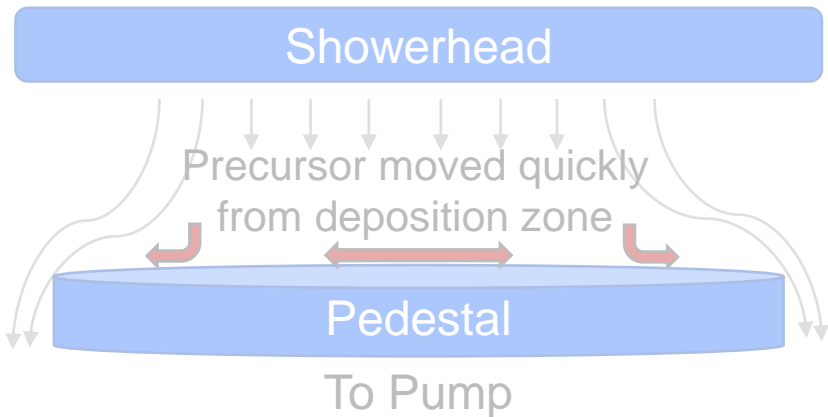 Showerhead
Precursor moved quickly
from deposition zone
Pedestal
To Pump